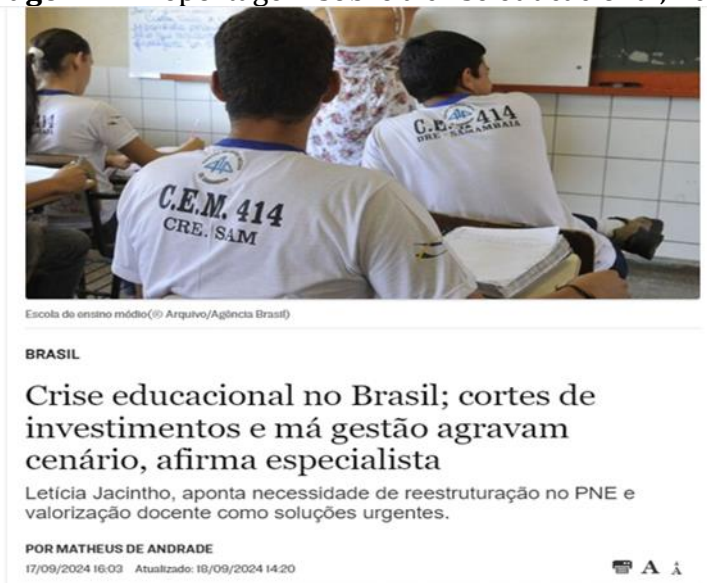 C.E.M. 414
CRE. SAM
414
SAMAMBAIA
Escola de ensino médio(® Arquivo/Agência Brasil)
BRASIL
Crise educacional no Brasil; cortes de
investimentos e má gestão agravam
cenário, afirma especialista
Letícia Jacintho, aponta necessidade de reestruturação no PNE e
valorização docente como soluções urgentes.
POR MATHEUS DE ANDRADE
17/09/2024 16:03 Atualizado: 18/09/2024 14:20
A A